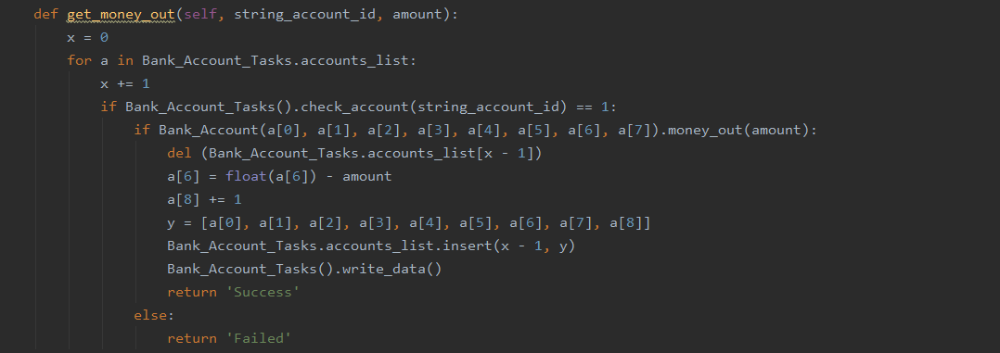 def get_money_out(self, string_account_id, amount):
x = 0
for a in Bank_Account_Tasks.accounts_list:
x += 1
if Bank_Account_Tasks().check_account(string_account_id) == 1:
if Bank_Account(a[0], a[1], a[2], a[3], a[4], a[5], a[6], a[7]).money_out(amount):
del (Bank_Account_Tasks.accounts_list[x - 1])
a[6] = float(a[6]) - amount
a[8] += 1
y = [a[0], a[1], a[2], a[3], a[4], a[5], a[6], a[7], a[8]]
Bank_Account_Tasks.accounts_list.insert(x - 1, y)
Bank_Account_Tasks().write_data()
return 'Success'
else:
return 'Failed'